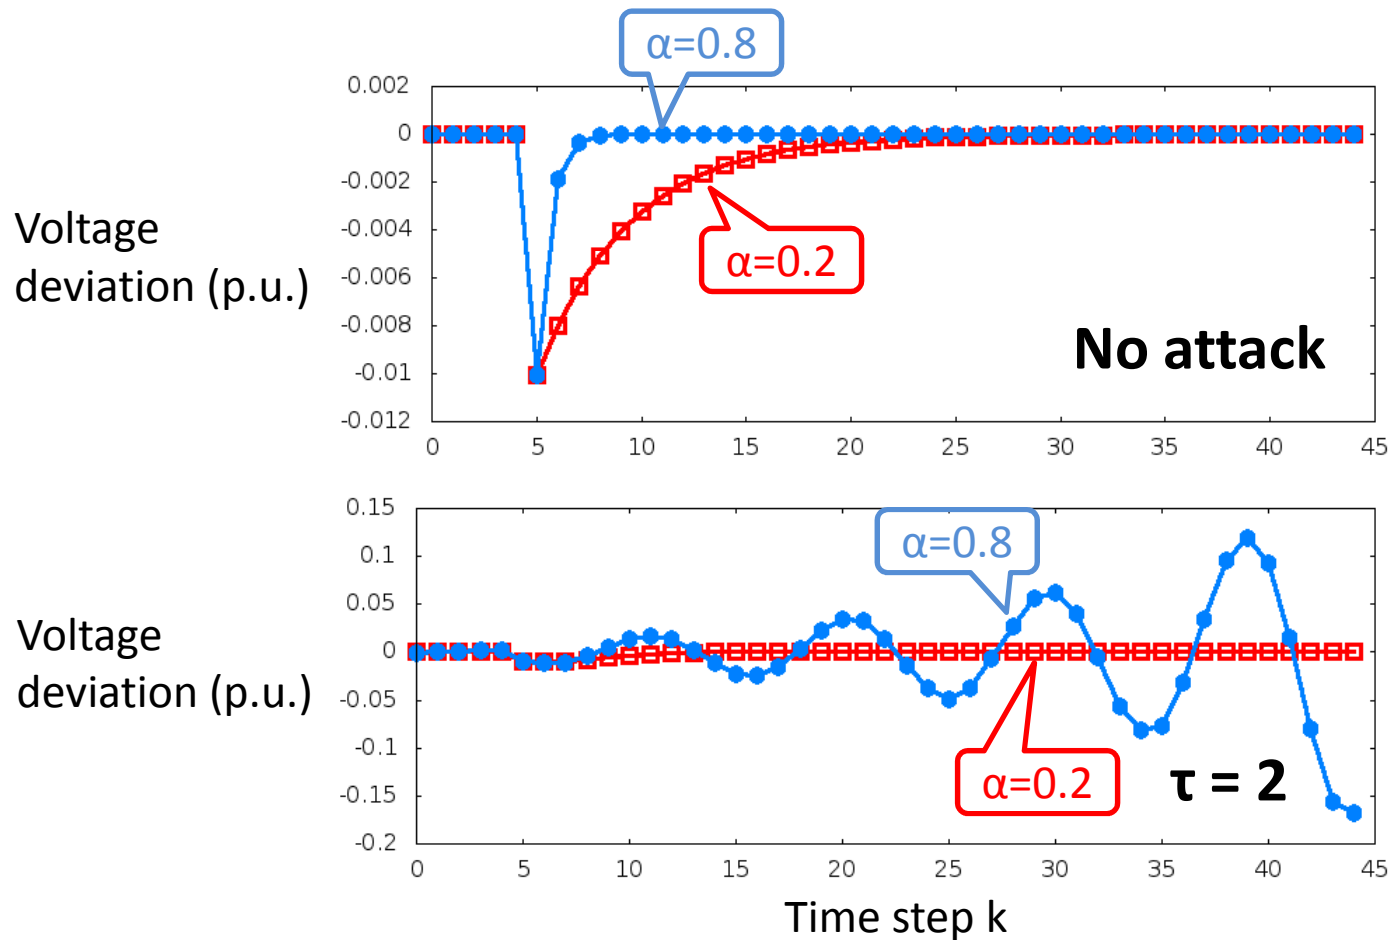 α=0.8
0.002
0
-0.002
-0.004
-0.006
-0.008
-0.01
-0.012
Voltage
deviation (p.u.)
α=0.2
No attack
0 5 10 15 20 25 30 35 40 45
0.15
0.1
0.05
0
-0.05
-0.1
-0.15
-0.2
α=0.8
Voltage
deviation (p.u.)
α=0.2
τ = 2
0 5 10 15 20 25 30 35 40 45
Time step k